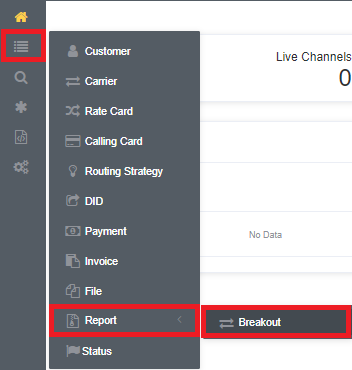 Customer
Carrier
Rate Card
Calling Card
Routing Strategy
DID
Payment
Invoice
File
Report
Status
Breakout
Live Channels
0
No Data